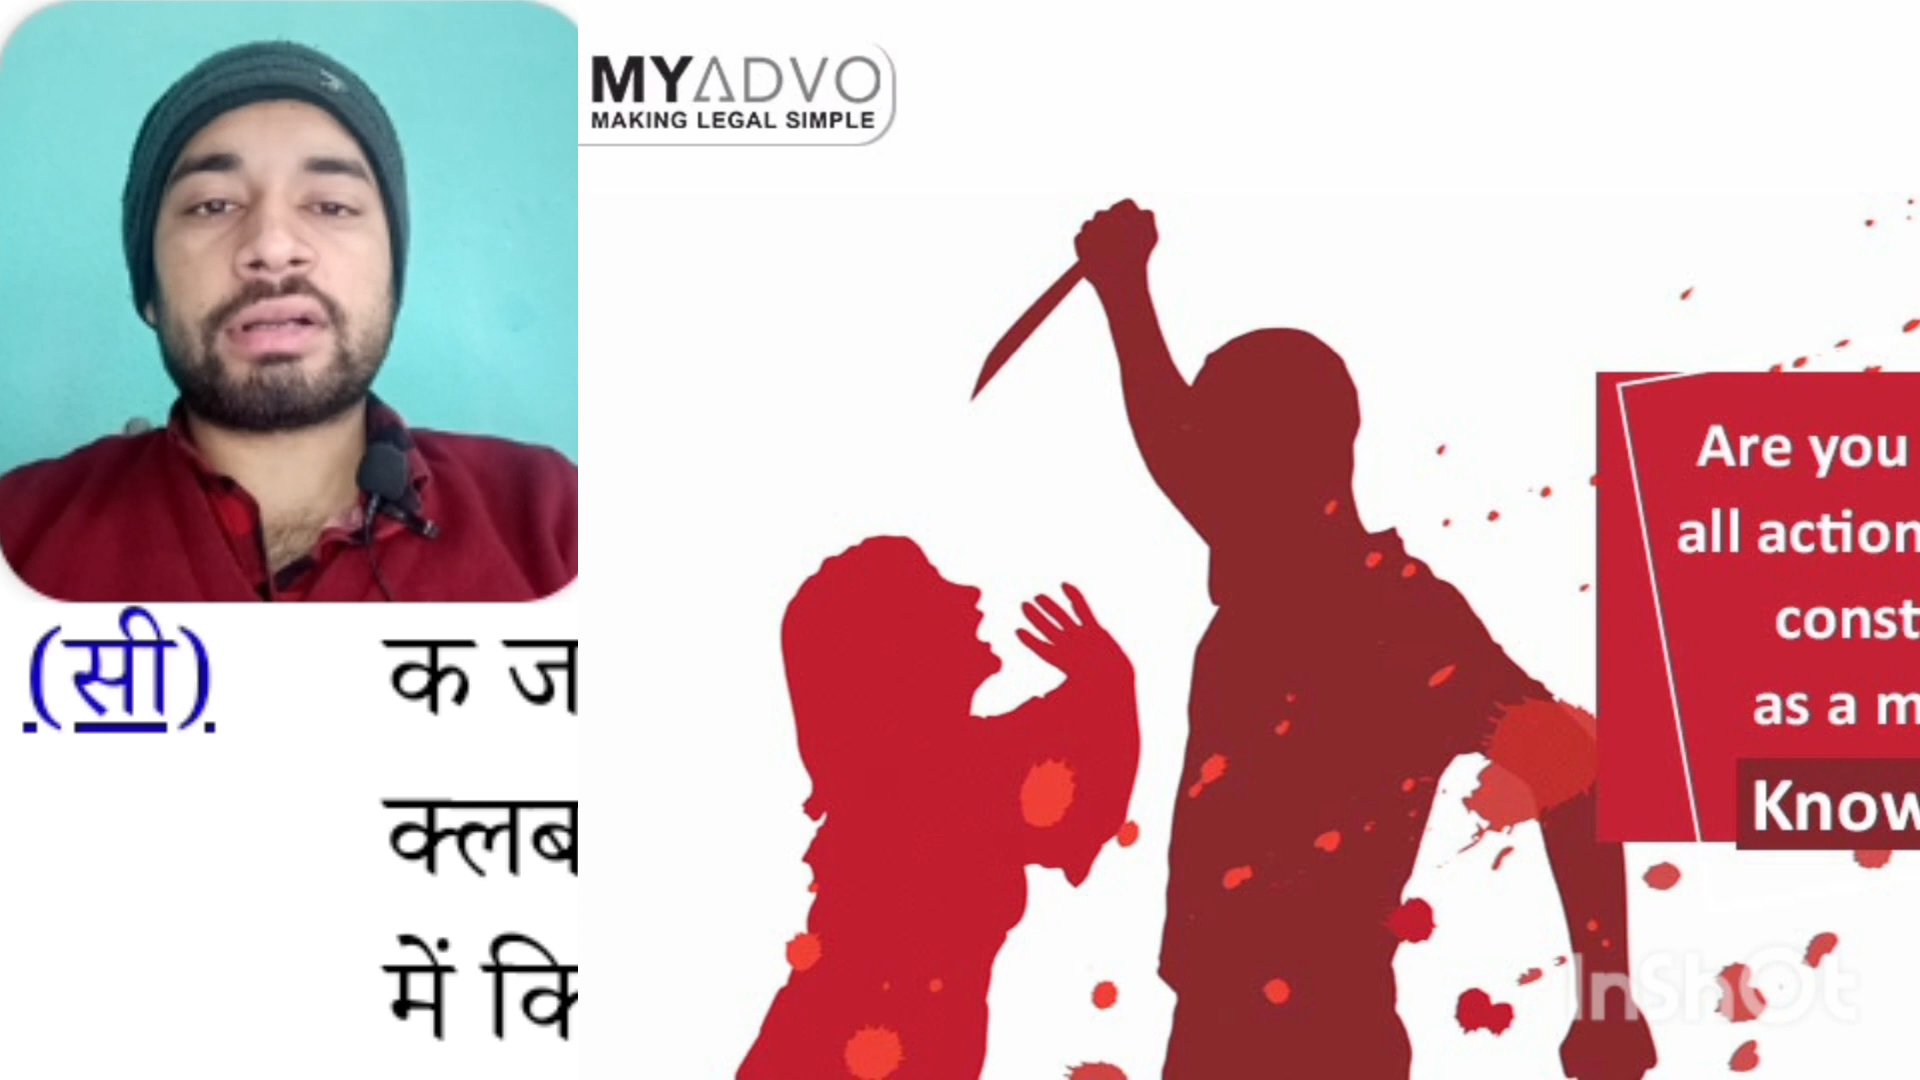 MYADVO
MAKING LEGAL SIMPLE
Are you
all action
const
as a m
Know
(सी)
क ज
क्लब
में कि
InShOt